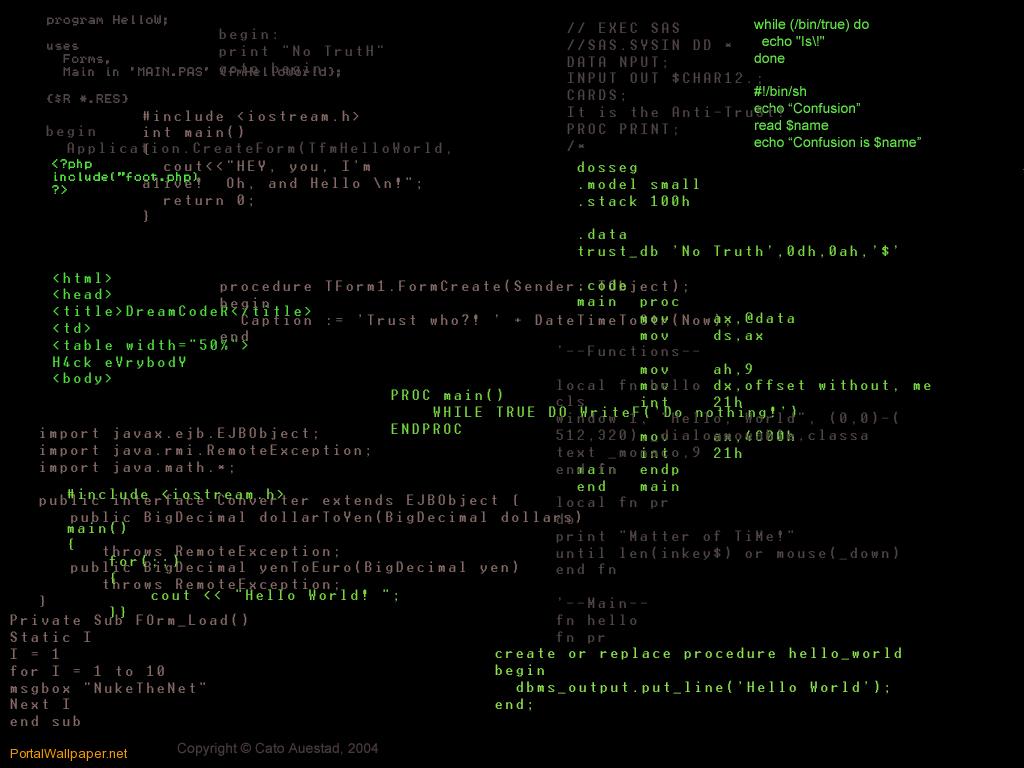 program HelloW;
uses
Forms,
Main in 'MAIN.PAS' (FmHelloWorld);
{$R *.RES}
begin
Application.CreateForm(TfmHelloWorld,
begin:
print "No TrutH"
goto begin;
#include <iostream.h>
int main()
{
cout<<"HEY, you, I'm
alive! Oh, and Hello \n!";
return 0;
}
<?php
include("foot.php)
?>
// EXEC SAS
//SAS.SYSIN DD *
DATA NPUT;
INPUT OUT $CHAR12.;
CARDS;
It is the Anti-Trust!
PROC PRINT;
/*
while (/bin/true) do
echo "Is\!"
done
#!/bin/sh
echo “Confusion”
read $name
echo “Confusion is $name”
dosseg
.model small
.stack 100h
.data
trust_db 'No Truth',0dh,0ah,'$'
.code
main proc
mov ax,@data
mov ds,ax
mov ah,9
mov dx,offset without, me
int 21h
mov ax,4C00h
int 21h
main endp
end main
<html>
<head>
<title>DreamCodeR</title>
<td>
<table width="50%">
H4ck eVrybodY
<body>
procedure TForm1.FormCreate(Sender: TObject);
begin
Caption := 'Trust who?! ' + DateTimeToStr(Now);
end
PROC main()
WHILE TRUE DO WriteF('Do nothing!')
ENDPROC
'--Functions--
local fn hello
cls
window 1, "Hello, World", (0,0)-(
512,320),
text _monaco,9
end fn
local fn pr
do
print "Matter of TiMe!"
until len(inkey$) or mouse(_down)
end fn
'--Main--
fn hello
fn pr
import javax.ejb.EJBObject;
import java.rmi.RemoteException;
import java.math.*;
public interface Converter extends EJBObject {
public BigDecimal dollarToYen(BigDecimal dollars)
throws RemoteException;
public BigDecimal yenToEuro(BigDecimal yen)
throws RemoteException;
}
#include <iostream.h>
main()
{
for(;;)
{
cout << "Hello World! ";
}}
Private Sub FOrm_Load()
Static I
I = 1
for I = 1 to 10
msgbox "NukeTheNet"
Next I
end sub
create or replace procedure hello_world
begin
dbms_output.put_line('Hello World');
end;
PortalWallpaper.net
Copyright © Cato Auestad, 2004